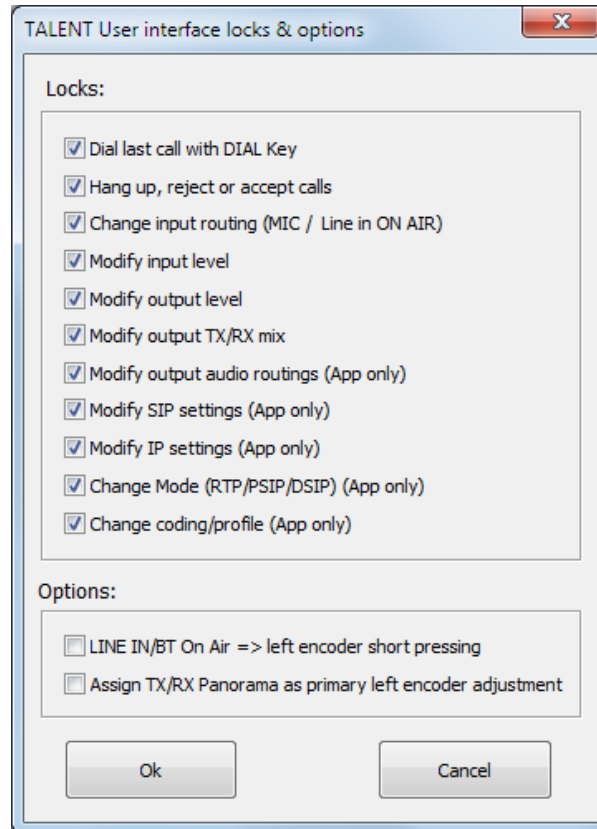 TALENT User interface locks & options
Locks:
Dial last call with DIAL Key
Hang up, reject or accept calls
Change input routing (MIC / Line in ON AIR)
Modify input level
Modify output level
Modify output TX/RX mix
Modify output audio routings (App only)
Modify SIP settings (App only)
Modify IP settings (App only)
Change Mode (RTP/PSIP/DSIP) (App only)
Change coding/profile (App only)
Options:
LINE IN/BT On Air => left encoder short pressing
Assign TX/RX Panorama as primary left encoder adjustment
Ok Cancel